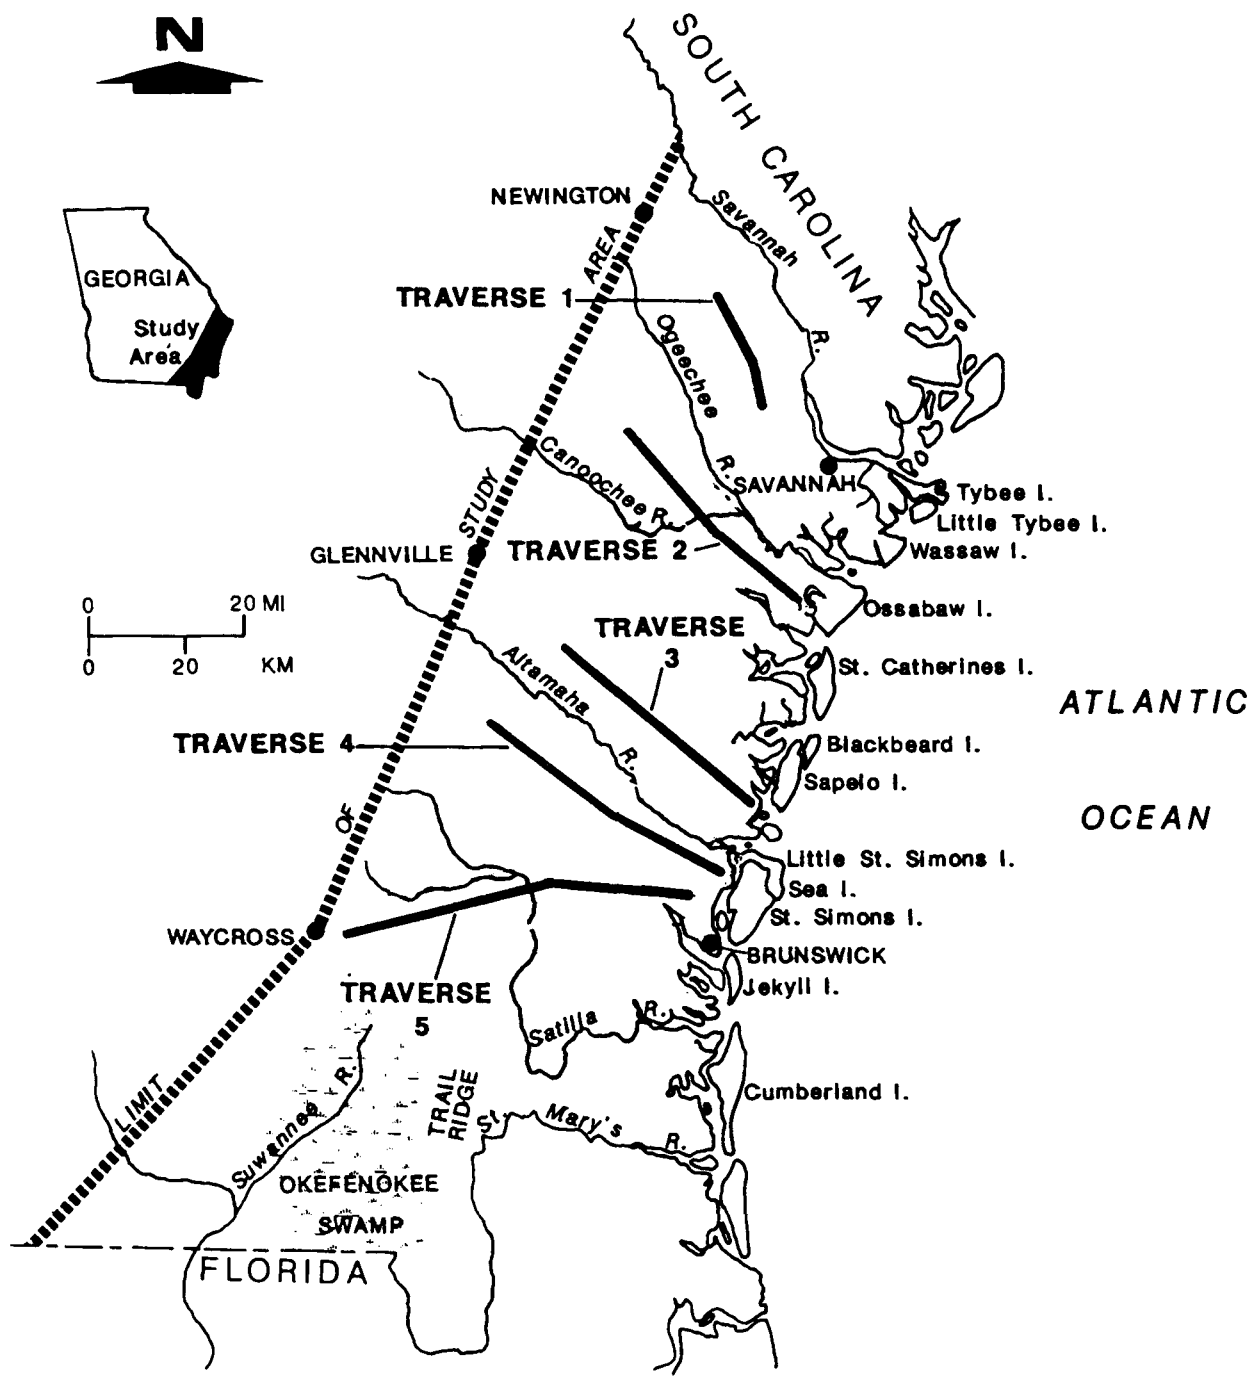 N
SOUTH CAROLINA
NEWINGTON
Savannah
R.
AREA
GEORGIA
Study
Area
TRAVERSE 1
Ogeechee
R.
Canoochee R.
SAVANNAH
STUDY
Tybee I.
Little Tybee I.
Wassaw I.
GLENNVILLE
TRAVERSE 2
0 20 MI
0 20 KM
Ossabaw I.
TRAVERSE
3
Altamaha
R.
St. Catherines I.
ATLANTIC
TRAVERSE 4
Blackbeard I.
Sapelo I.
OF
OCEAN
Little St. Simons I.
Sea I.
St. Simons I.
WAYCROSS
BRUNSWICK
Jekyll I.
TRAVERSE
5
Satilla
R.
LIMIT
Suwannee R.
TRAIL
RIDGE
Cumberland I.
St. Mary's
R.
OKEFENOKEE
SWAMP
FLORIDA